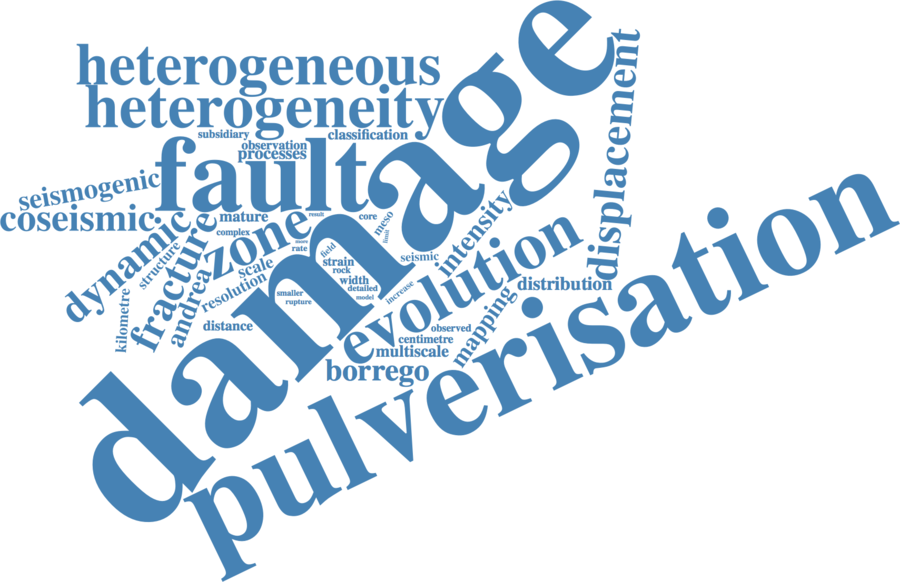 heterogeneous
heterogeneity
subsidiary
classification
observation
processes
fault
damage
displacement
seismogenic
coseismic
mature
result
core
complex
zone
more
rate
meso
limit
dynamic
structure
fracture
andrea
scale
resolution
field
strain
rock
width
detailed
model
seismic
intensity
increase
smaller
rupture
evolution
distribution
kilometre
distance
observed
centimetre
multiscale
mapping
borrego
pulverisation